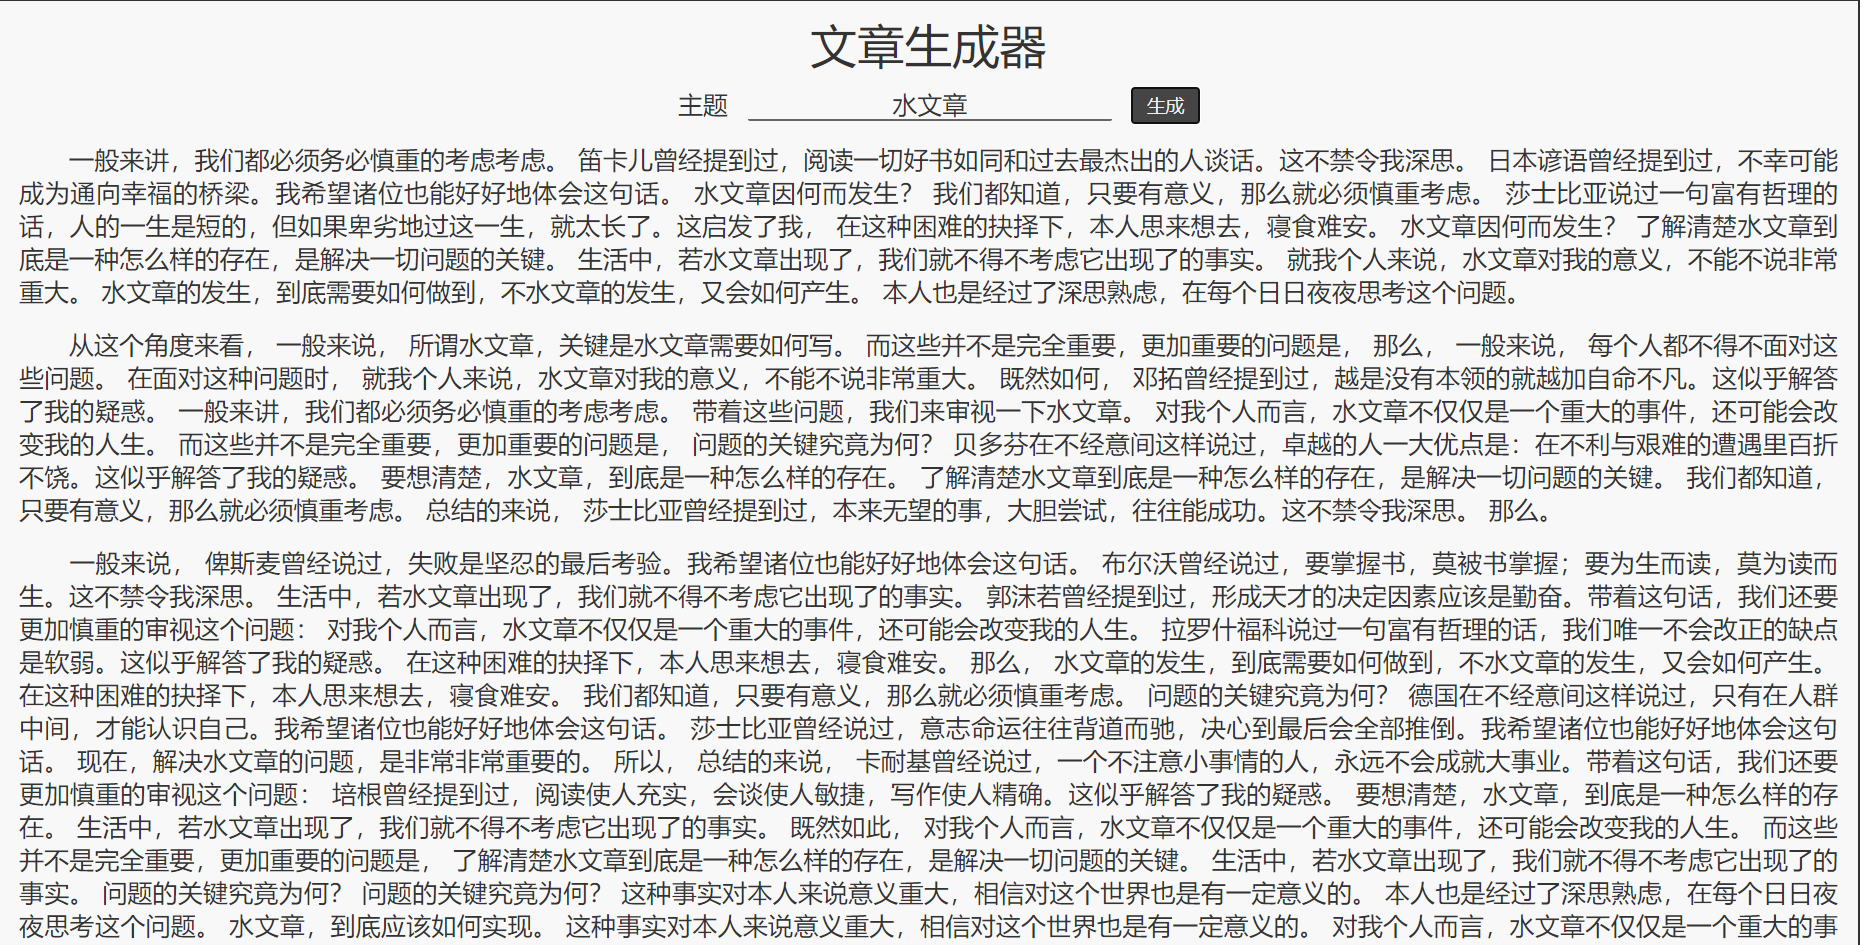 文章生成器
主题 水文章 生成
一般来讲，我们都必须务必慎重的考虑考虑。 笛卡儿曾经提到过，阅读一切好书如同和过去最杰出的人谈话。这不禁令我深思。 日本谚语曾经提到过，不幸可能
成为通向幸福的桥梁。我希望诸位也能好好地体会这句话。 水文章因何而发生？ 我们都知道，只要有意义，那么就必须慎重考虑。 莎士比亚说过一句富有哲理的
话，人的一生是短的，但如果卑劣地过这一生，就太长了。这启发了我， 在这种困难的抉择下，本人思来想去，寝食难安。 水文章因何而发生？ 了解清楚水文章到
底是一种怎么样的存在，是解决一切问题的关键。 生活中，若水文章出现了，我们就不得不考虑它出现了的事实。 就我个人来说，水文章对我的意义，不能不说非常
重大。 水文章的发生，到底需要如何做到，不水文章的发生，又会如何产生。 本人也是经过了深思熟虑，在每个日日夜夜思考这个问题。
从这个角度来看， 一般来说， 所谓水文章，关键是水文章需要如何写。 而这些并不是完全重要，更加重要的问题是， 那么， 一般来说， 每个人都不得不面对这
些问题。 在面对这种问题时， 就我个人来说，水文章对我的意义，不能不说非常重大。 既然如何， 邓拓曾经提到过，越是没有本领的就越加自命不凡。这似乎解答
了我的疑惑。 一般来讲，我们都必须务必慎重的考虑考虑。 带着这些问题，我们来审视一下水文章。 对我个人而言，水文章不仅仅是一个重大的事件，还可能会改
变我的人生。 而这些并不是完全重要，更加重要的问题是， 问题的关键究竟为何？ 贝多芬在不经意间这样说过，卓越的人一大优点是：在不利与艰难的遭遇里百折
不饶。这似乎解答了我的疑惑。 要想清楚，水文章，到底是一种怎么样的存在。 了解清楚水文章到底是一种怎么样的存在，是解决一切问题的关键。 我们都知道，
只要有意义，那么就必须慎重考虑。 总结的来说， 莎士比亚曾经提到过，本来无望的事，大胆尝试，往往能成功。这不禁令我深思。 那么。
一般来说， 俾斯麦曾经说过，失败是坚忍的最后考验。我希望诸位也能好好地体会这句话。 布尔沃曾经说过，要掌握书，莫被书掌握；要为生而读，莫为读而
生。这不禁令我深思。 生活中，若水文章出现了，我们就不得不考虑它出现了的事实。 郭沫若曾经提到过，形成天才的决定因素应该是勤奋。带着这句话，我们还要
更加慎重的审视这个问题： 对我个人而言，水文章不仅仅是一个重大的事件，还可能会改变我的人生。 拉罗什福科说过一句富有哲理的话，我们唯一不会改正的缺点
是软弱。这似乎解答了我的疑惑。 在这种困难的抉择下，本人思来想去，寝食难安。 那么， 水文章的发生，到底需要如何做到，不水文章的发生，又会如何产生。
在这种困难的抉择下，本人思来想去，寝食难安。 我们都知道，只要有意义，那么就必须慎重考虑。 问题的关键究竟为何？ 德国在不经意间这样说过，只有在人群
中间，才能认识自己。我希望诸位也能好好地体会这句话。 莎士比亚曾经说过，意志命运往往背道而驰，决心到最后会全部推倒。我希望诸位也能好好地体会这句
话。 现在，解决水文章的问题，是非常非常重要的。 所以， 总结的来说， 卡耐基曾经说过，一个不注意小事情的人，永远不会成就大事业。带着这句话，我们还要
更加慎重的审视这个问题： 培根曾经提到过，阅读使人充实，会谈使人敏捷，写作使人精确。这似乎解答了我的疑惑。 要想清楚，水文章，到底是一种怎么样的存
在。 生活中，若水文章出现了，我们就不得不考虑它出现了的事实。 既然如此， 对我个人而言，水文章不仅仅是一个重大的事件，还可能会改变我的人生。 而这些
并不是完全重要，更加重要的问题是， 了解清楚水文章到底是一种怎么样的存在，是解决一切问题的关键。 生活中，若水文章出现了，我们就不得不考虑它出现了的
事实。 问题的关键究竟为何？ 问题的关键究竟为何？ 这种事实对本人来说意义重大，相信对这个世界也是有一定意义的。 本人也是经过了深思熟虑，在每个日日夜
夜思考这个问题。 水文章，到底应该如何实现。 这种事实对本人来说意义重大，相信对这个世界也是有一定意义的。 对我个人而言，水文章不仅仅是一个重大的事